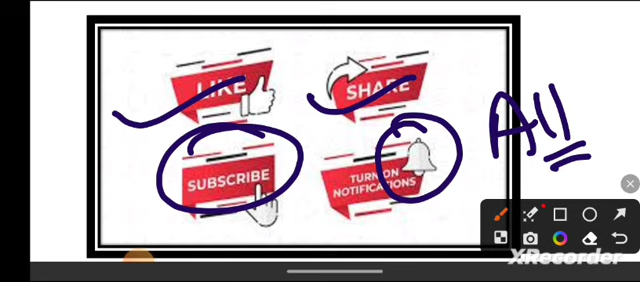 LIKE
SHARE
All
SUBSCRIBE
TURN ON
NOTIFICATIONS
XRecorder